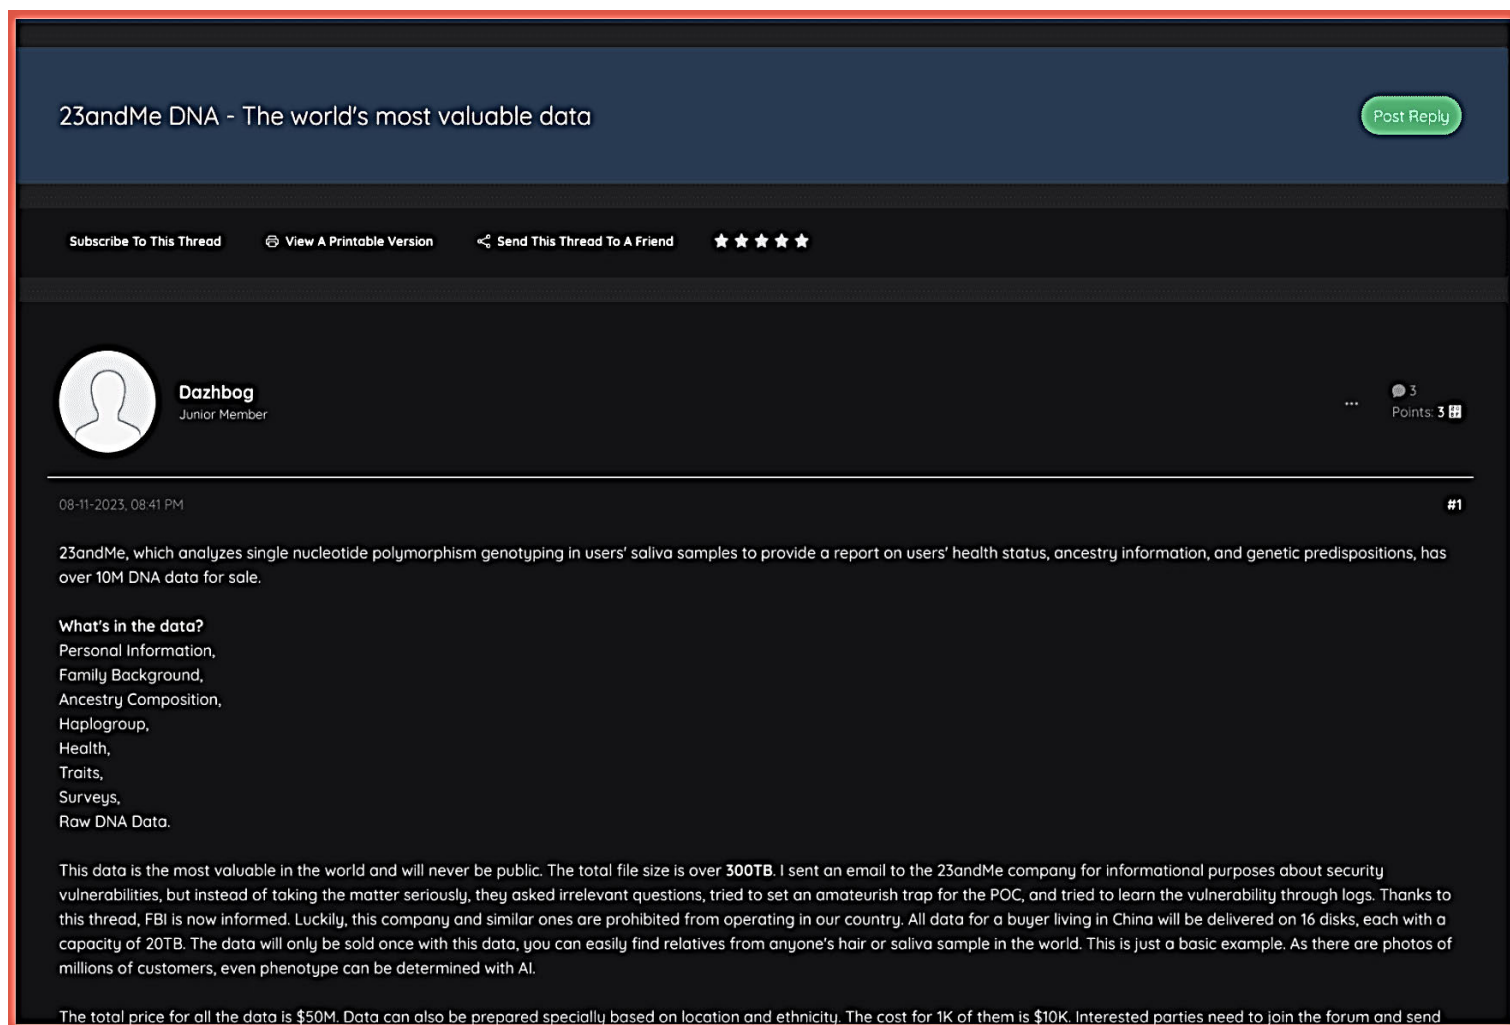 23andMe DNA - The world's most valuable data
Post Reply
Subscribe To This Thread View A Printable Version Send This Thread To A Friend
Dazhbog
Junior Member
3
Points: 3
08-11-2023, 08:41 PM
#1
23andMe, which analyzes single nucleotide polymorphism genotyping in users' saliva samples to provide a report on users' health status, ancestry information, and genetic predispositions, has
over 10M DNA data for sale.
What's in the data?
Personal Information,
Family Background,
Ancestry Composition,
Haplogroup,
Health,
Traits,
Surveys,
Raw DNA Data.
This data is the most valuable in the world and will never be public. The total file size is over 300TB. I sent an email to the 23andMe company for informational purposes about security
vulnerabilities, but instead of taking the matter seriously, they asked irrelevant questions, tried to set an amateurish trap for the POC, and tried to learn the vulnerability through logs. Thanks to
this thread, FBI is now informed. Luckily, this company and similar ones are prohibited from operating in our country. All data for a buyer living in China will be delivered on 16 disks, each with a
capacity of 20TB. The data will only be sold once with this data, you can easily find relatives from anyone's hair or saliva sample in the world. This is just a basic example. As there are photos of
millions of customers, even phenotype can be determined with AI.
The total price for all the data is $50M. Data can also be prepared specially based on location and ethnicity. The cost for 1K of them is $10K. Interested parties need to join the forum and send